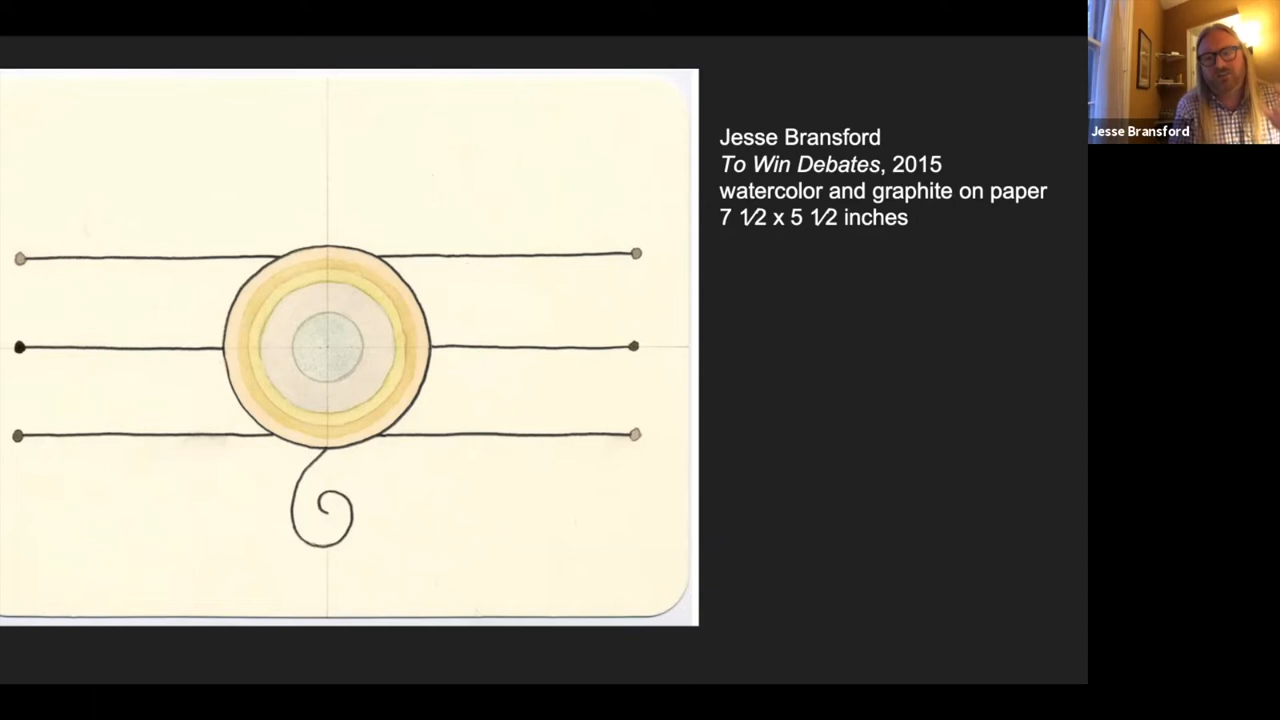 Jesse Bransford
To Win Debates, 2015
watercolor and graphite on paper
7 1⁄2 x 5 1⁄2 inches
Jesse Bransford